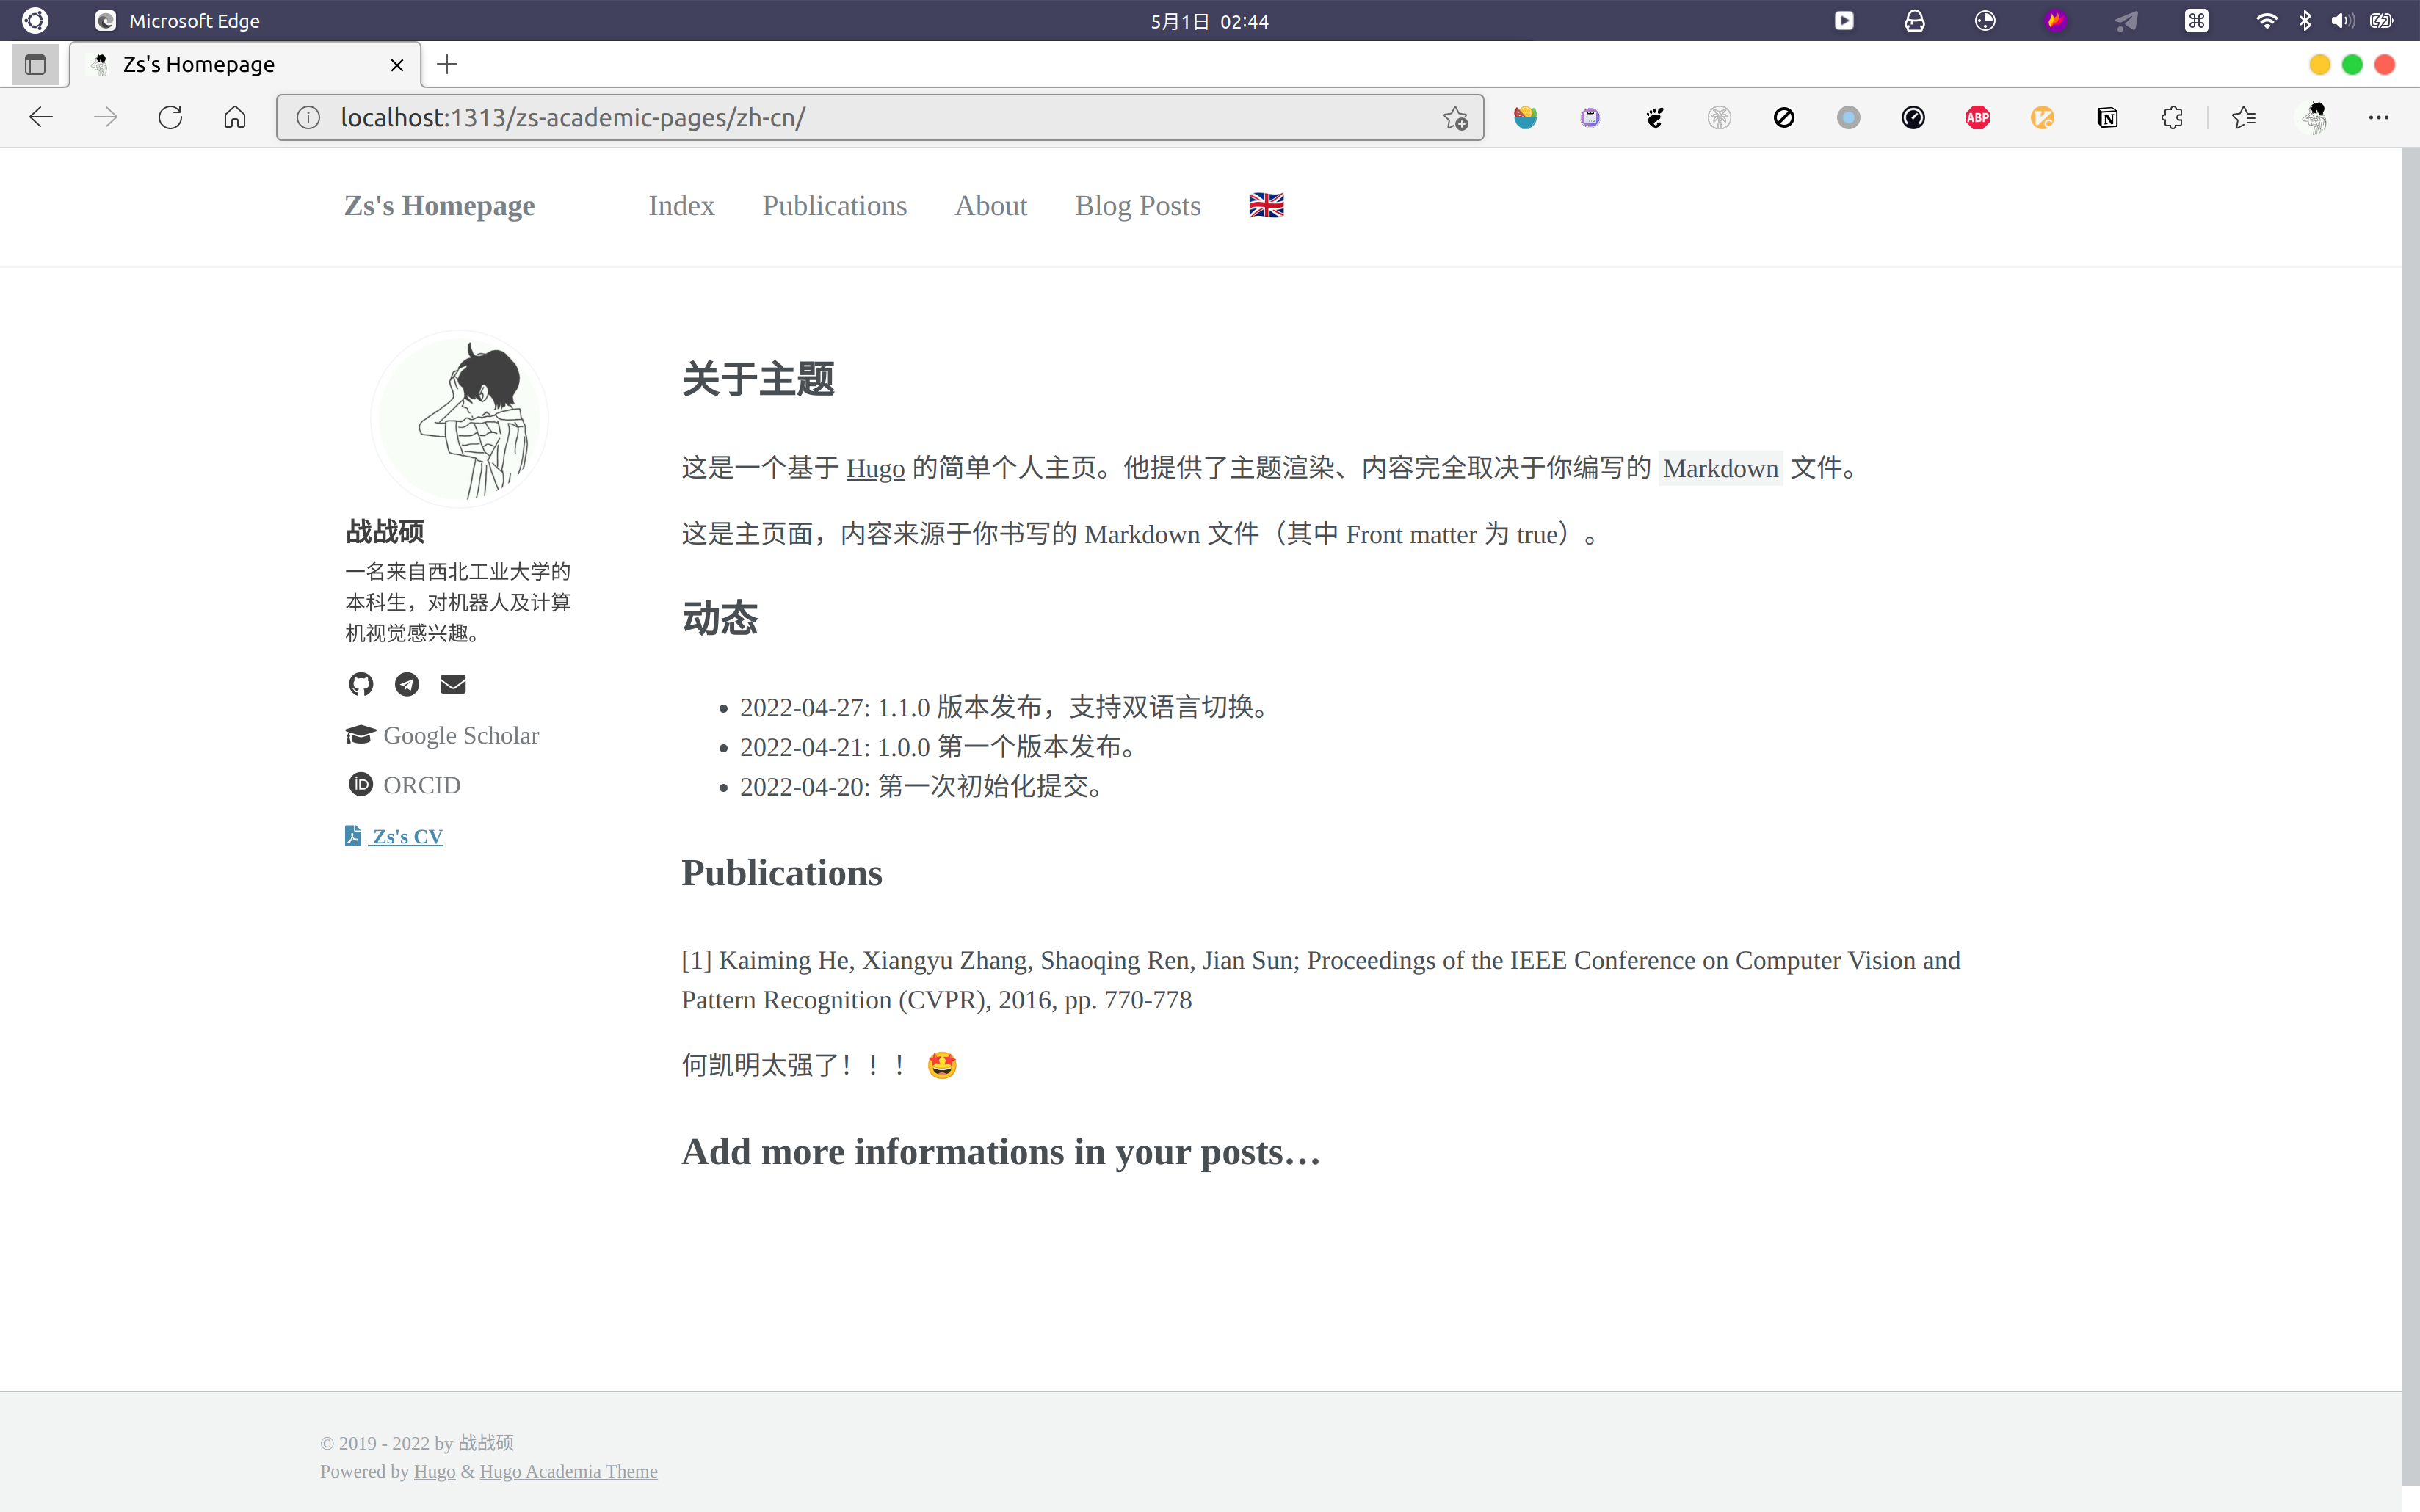 Microsoft Edge
5月1日 02:44
Zs's Homepage
localhost:1313/zs-academic-pages/zh-cn/
ABP
Zs's Homepage
Index
Publications
About
Blog Posts
战战硕
一名来自西北工业大学的
本科生，对机器人及计算
机视觉感兴趣。
Google Scholar
iD ORCID
Zs's CV
关于主题
这是一个基于 Hugo 的简单个人主页。他提供了主题渲染、内容完全取决于你编写的 Markdown 文件。
这是主页面，内容来源于你书写的 Markdown 文件（其中 Front matter 为 true）。
动态
• 2022-04-27: 1.1.0 版本发布，支持双语言切换。
• 2022-04-21: 1.0.0 第一个版本发布。
• 2022-04-20: 第一次初始化提交。
Publications
[1] Kaiming He, Xiangyu Zhang, Shaoqing Ren, Jian Sun; Proceedings of the IEEE Conference on Computer Vision and
Pattern Recognition (CVPR), 2016, pp. 770-778
何凯明太强了！！！ 🤩
Add more informations in your posts…
© 2019 - 2022 by 战战硕
Powered by Hugo & Hugo Academia Theme